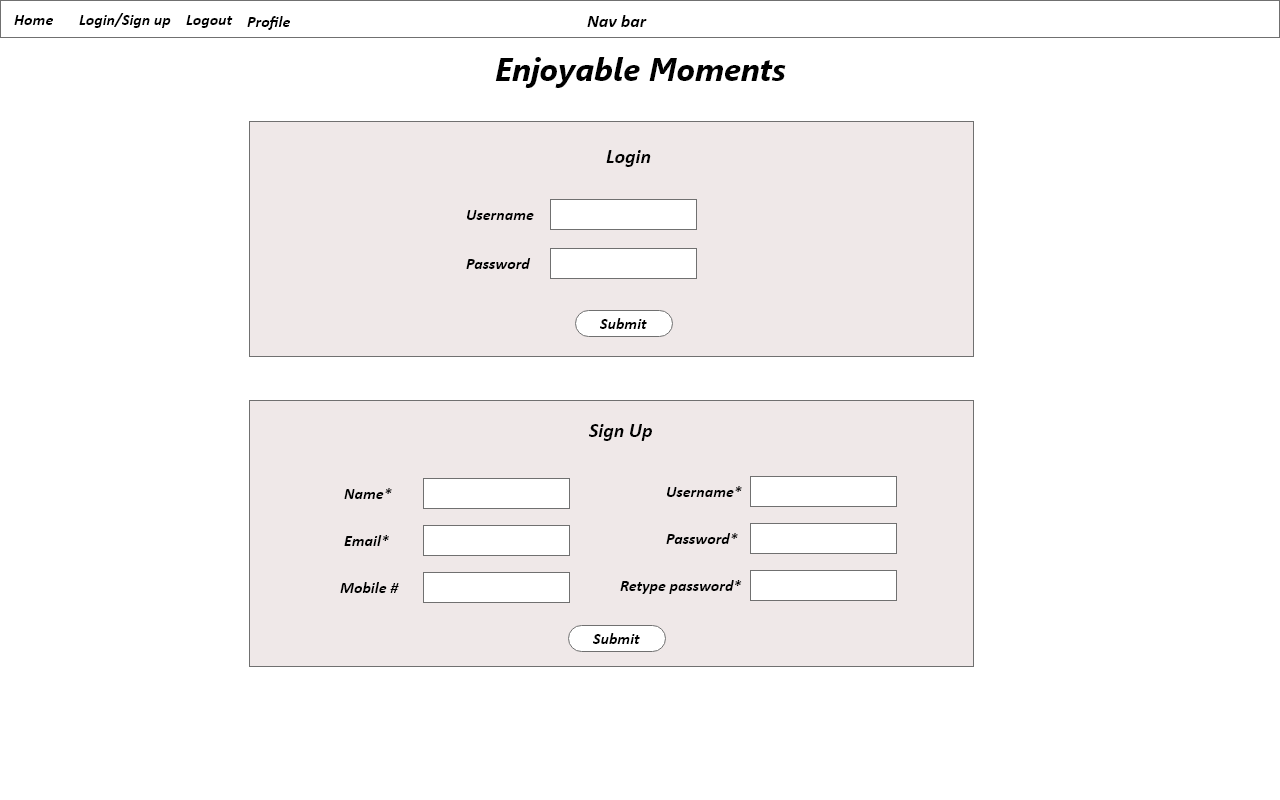 Home Login/Sign up Logout Profile Nav bar
Enjoyable Moments
Login
Username
Password
Submit
Sign Up
Name* Username*
Email* Password*
Mobile # Retype password*
Submit